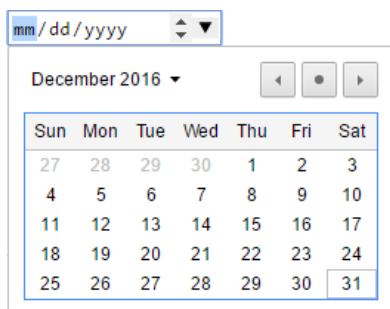 mm/dd/yyyy
December 2016
Sun Mon Tue Wed Thu Fri Sat
27 28 29 30 1 2 3
4 5 6 7 8 9 10
11 12 13 14 15 16 17
18 19 20 21 22 23 24
25 26 27 28 29 30 31